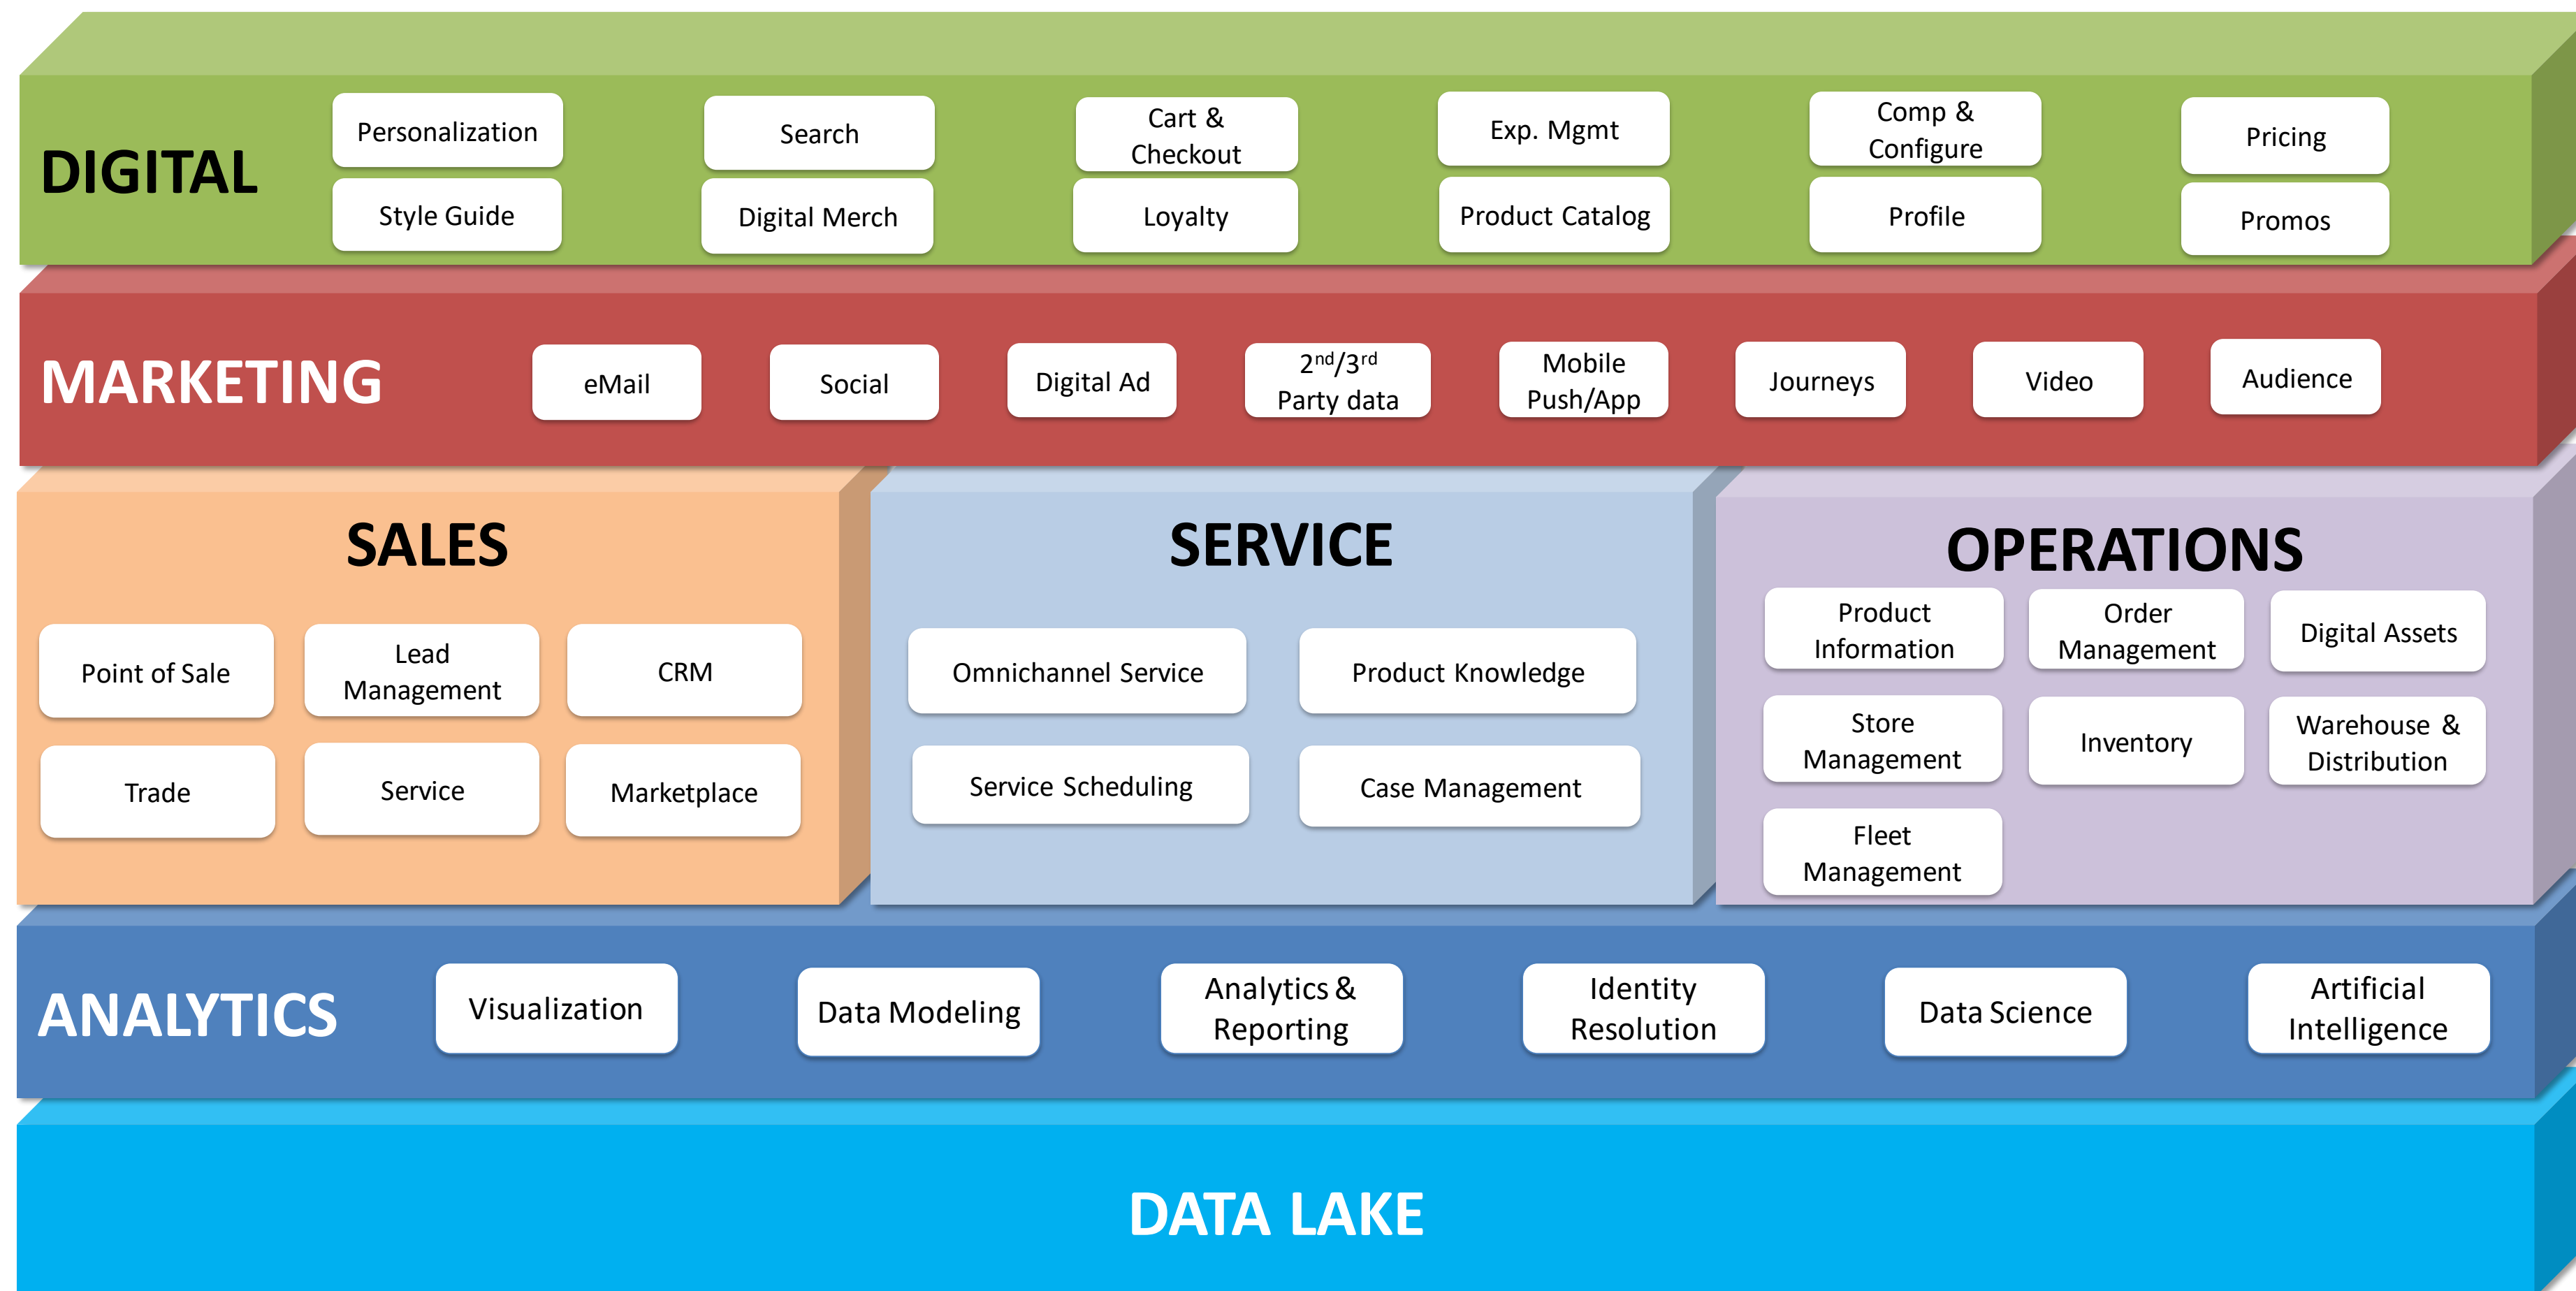 DIGITAL
Personalization
Search
Cart &
Checkout
Exp. Mgmt
Comp &
Configure
Pricing
Style Guide
Digital Merch
Loyalty
Product Catalog
Profile
Promos
MARKETING
eMail
Social
Digital Ad
2nd/3rd
Party data
Mobile
Push/App
Journeys
Video
Audience
SALES
Point of Sale
Lead
Management
CRM
Trade
Service
Marketplace
SERVICE
Omnichannel Service
Product Knowledge
Service Scheduling
Case Management
OPERATIONS
Product
Information
Order
Management
Digital Assets
Store
Management
Inventory
Warehouse &
Distribution
Fleet
Management
ANALYTICS
Visualization
Data Modeling
Analytics &
Reporting
Identity
Resolution
Data Science
Artificial
Intelligence
DATA LAKE